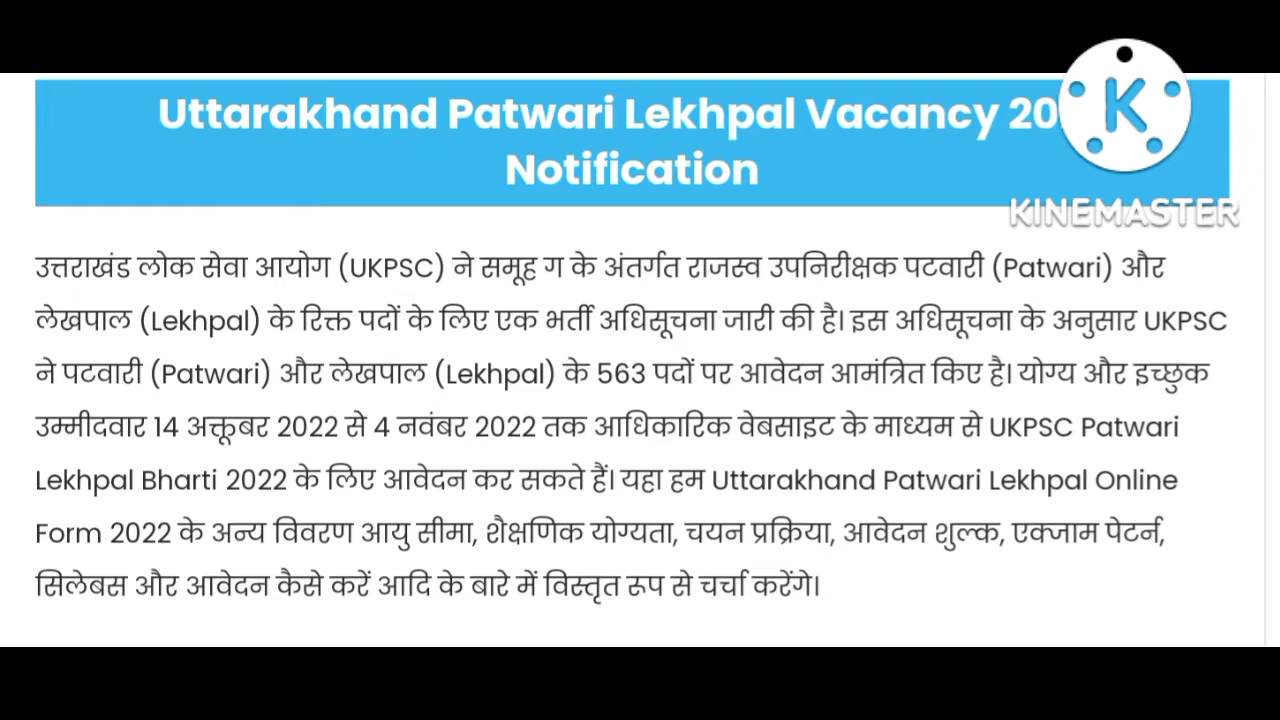 Uttarakhand Patwari Lekhpal Vacancy 20
Notification
K
KINEMASTER
उत्तराखंड लोक सेवा आयोग (UKPSC) ने समूह ग के अंतर्गत राजस्व उपनिरीक्षक पटवारी (Patwari) और
लेखपाल (Lekhpal) के रिक्त पदों के लिए एक भर्ती अधिसूचना जारी की है। इस अधिसूचना के अनुसार UKPSC
ने पटवारी (Patwari) और लेखपाल (Lekhpal) के 563 पदों पर आवेदन आमंत्रित किए है। योग्य और इच्छुक
उम्मीदवार 14 अक्तूबर 2022 से 4 नवंबर 2022 तक आधिकारिक वेबसाइट के माध्यम से UKPSC Patwari
Lekhpal Bharti 2022 के लिए आवेदन कर सकते हैं। यहा हम Uttarakhand Patwari Lekhpal Online
Form 2022 के अन्य विवरण आयु सीमा, शैक्षणिक योग्यता, चयन प्रक्रिया, आवेदन शुल्क, एक्जाम पेटर्न,
सिलेबस और आवेदन कैसे करें आदि के बारे में विस्तृत रूप से चर्चा करेंगे।